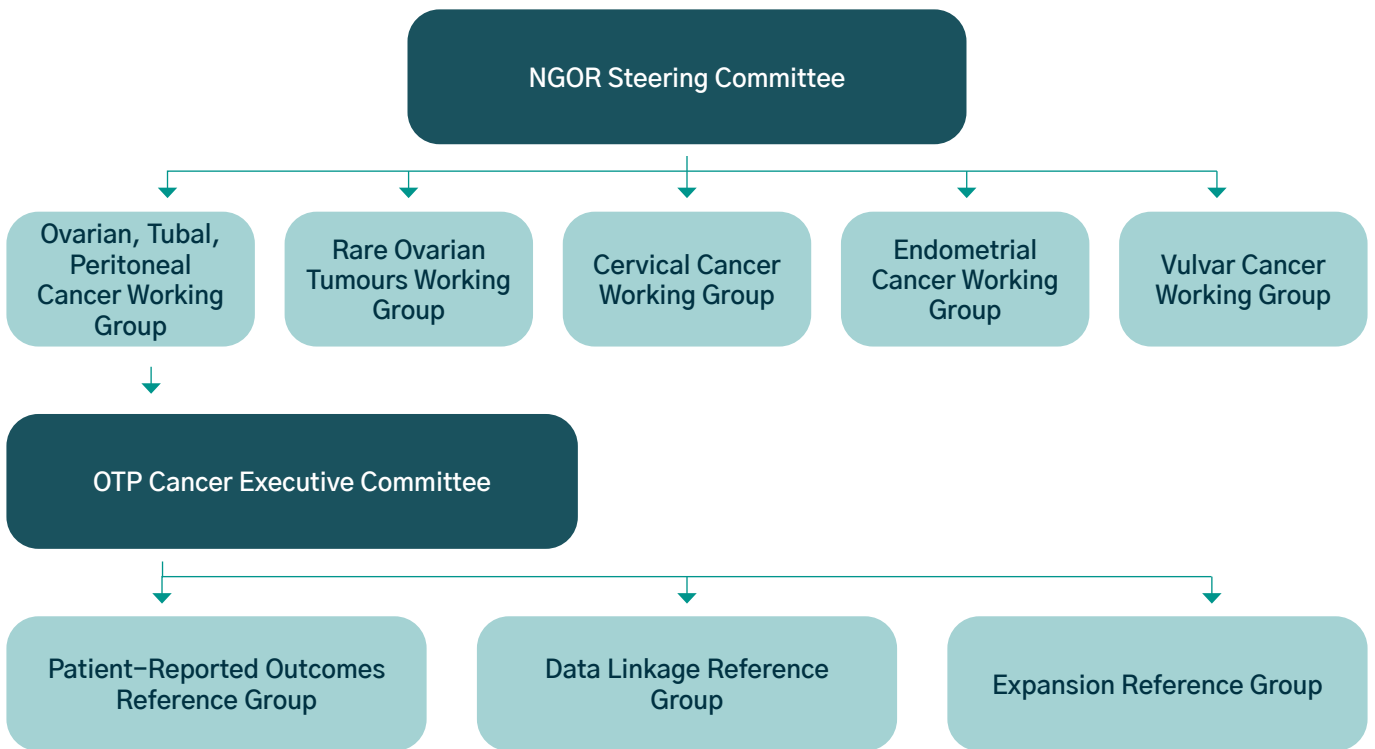 NGOR Steering Committee
Ovarian, Tubal,
Peritoneal
Cancer Working
Group
Rare Ovarian
Tumours Working
Group
Cervical Cancer
Working Group
Endometrial
Cancer Working
Group
Vulvar Cancer
Working Group
OTP Cancer Executive Committee
Patient-Reported Outcomes
Reference Group
Data Linkage Reference
Group
Expansion Reference Group